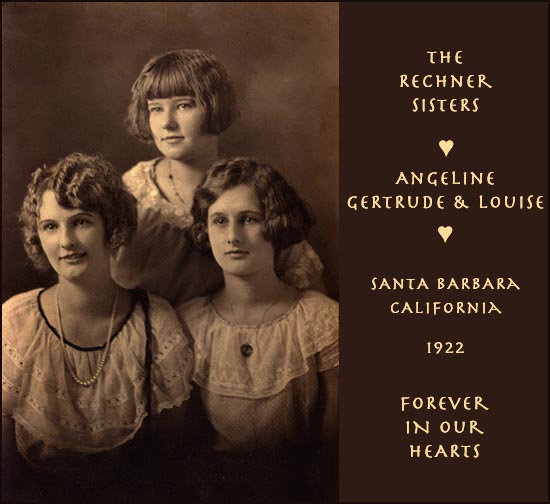 THE
RECHNER
SISTERS
♥
ANGELINE
GERTRUDE & LOUISE
♥
SANTA BARBARA
CALIFORNIA
1922
FOREVER
IN OUR
HEARTS